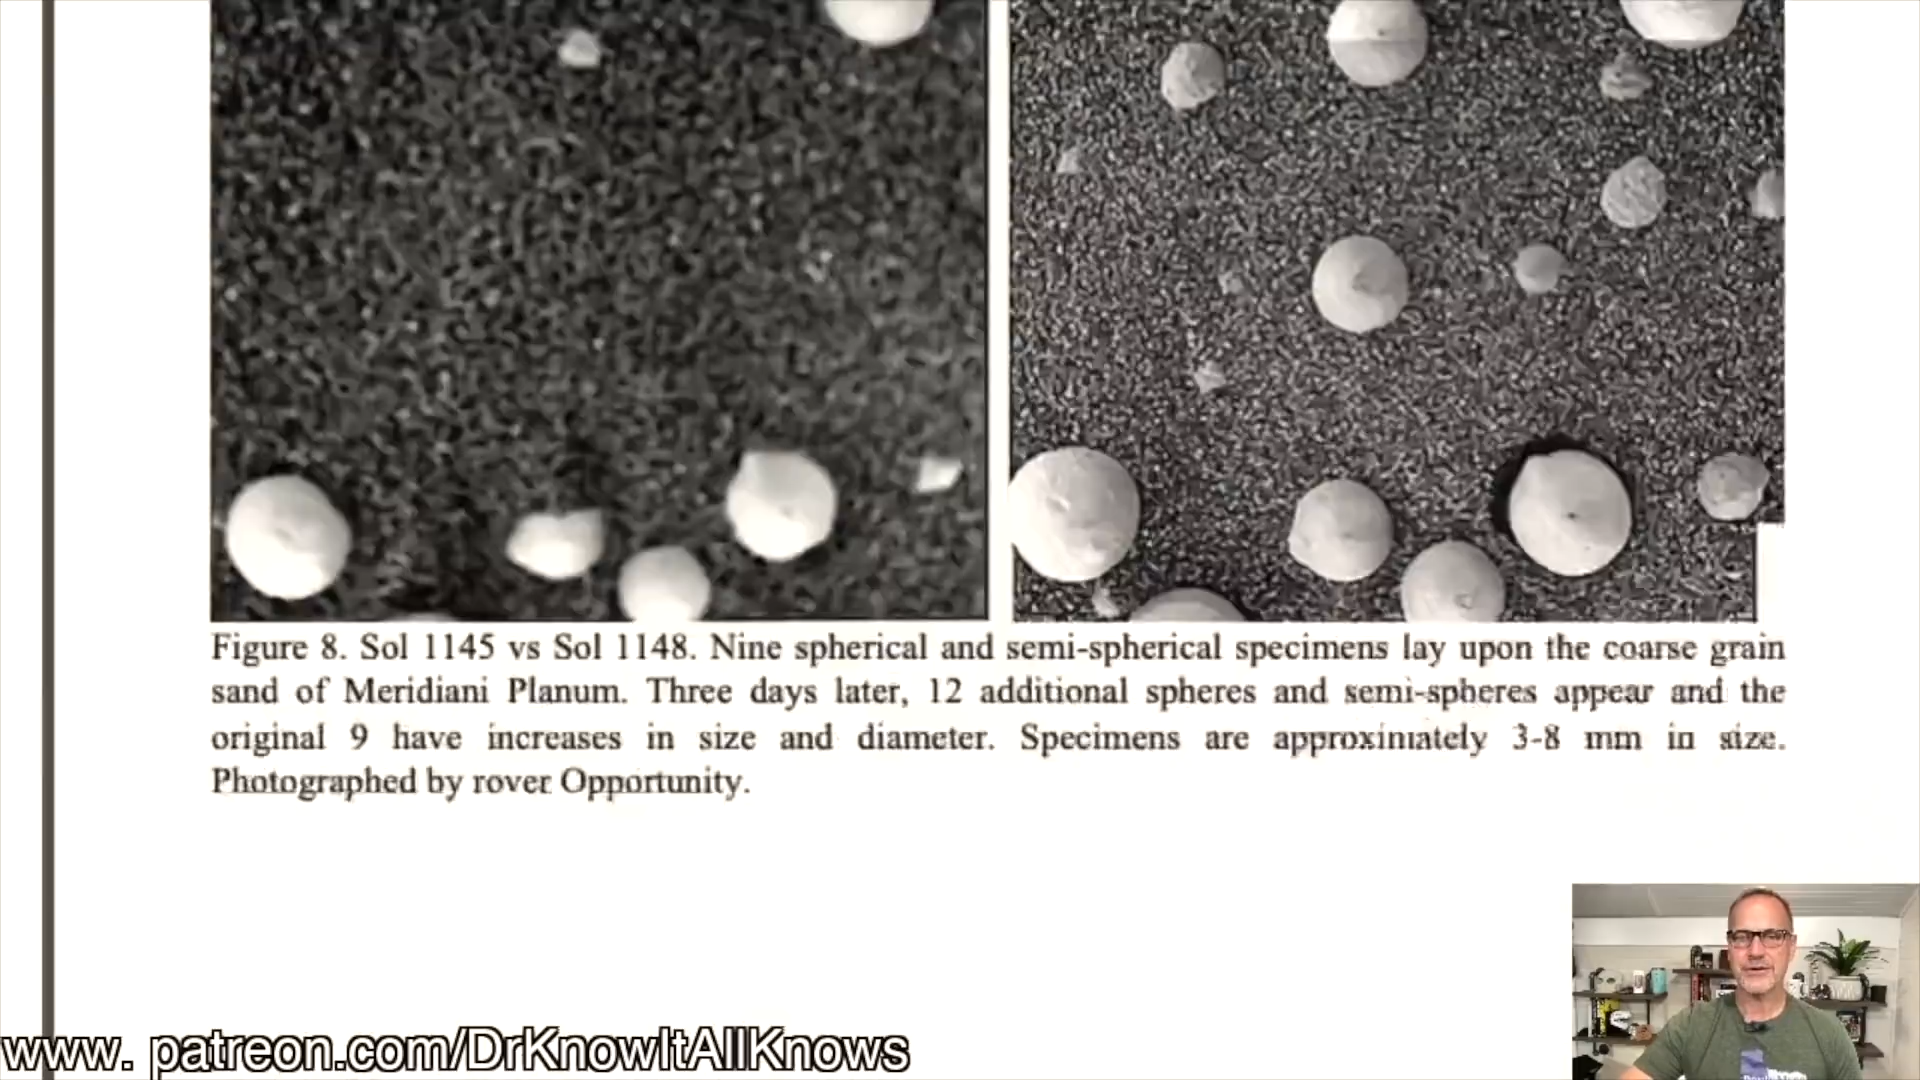 Figure 8. Sol 1145 vs Sol 1148. Nine spherical and semi-spherical specimens lay upon the coarse grain
sand of Meridiani Planum. Three days later, 12 additional spheres and semi-spheres appear and the
original 9 have increases in size and diameter. Specimens are approximately 3-8 mm in size.
Photographed by rover Opportunity.
www. patreon.com/DrKnowItAllKnows